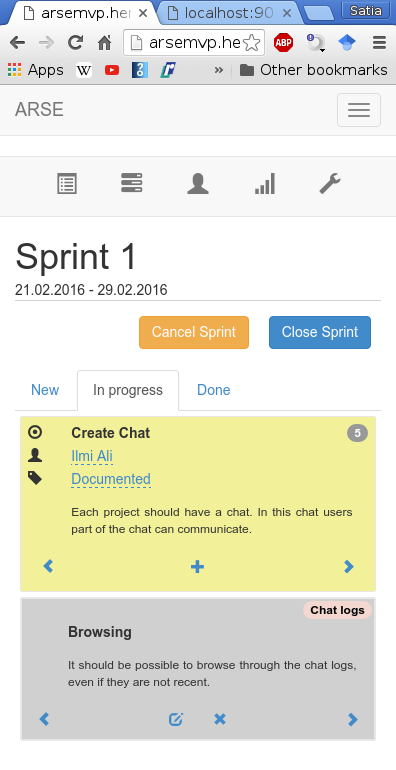 arsemvp.her
localhost:90
Satia
arsemvp.he
ABP
Apps
W
»
Other bookmarks
ARSE
Sprint 1
21.02.2016 - 29.02.2016
Cancel Sprint
Close Sprint
New
In progress
Done
Create Chat
5
Ilmi Ali
Documented
Each project should have a chat. In this chat users
part of the chat can communicate.
Chat logs
Browsing
It should be possible to browse through the chat logs,
even if they are not recent.